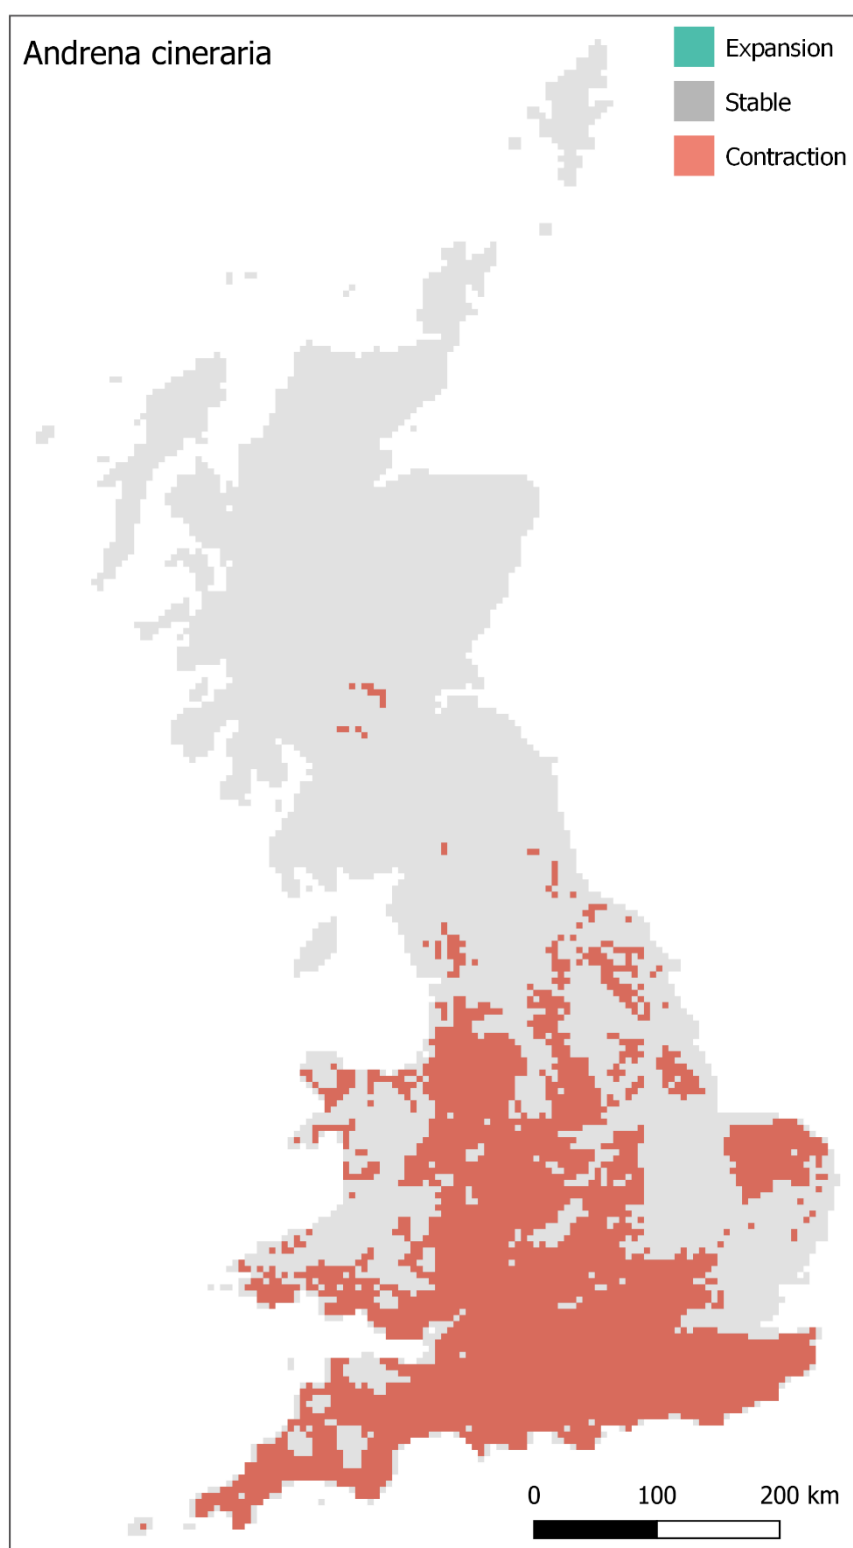 Andrena cineraria
Expansion
Stable
Contraction
0 100 200 km